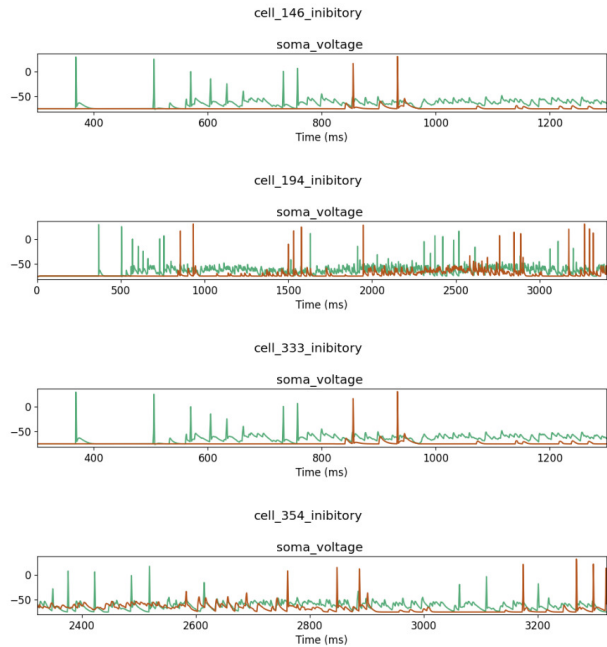 cell_146_inibitory
soma_voltage
0
−50
400 600 800 1000 1200
Time (ms)
cell_194_inibitory
soma_voltage
0
−50
0 500 1000 1500 2000 2500 3000
Time (ms)
cell_333_inibitory
soma_voltage
0
−50
400 600 800 1000 1200
Time (ms)
cell_354_inibitory
soma_voltage
0
−50
2400 2600 2800 3000 3200
Time (ms)